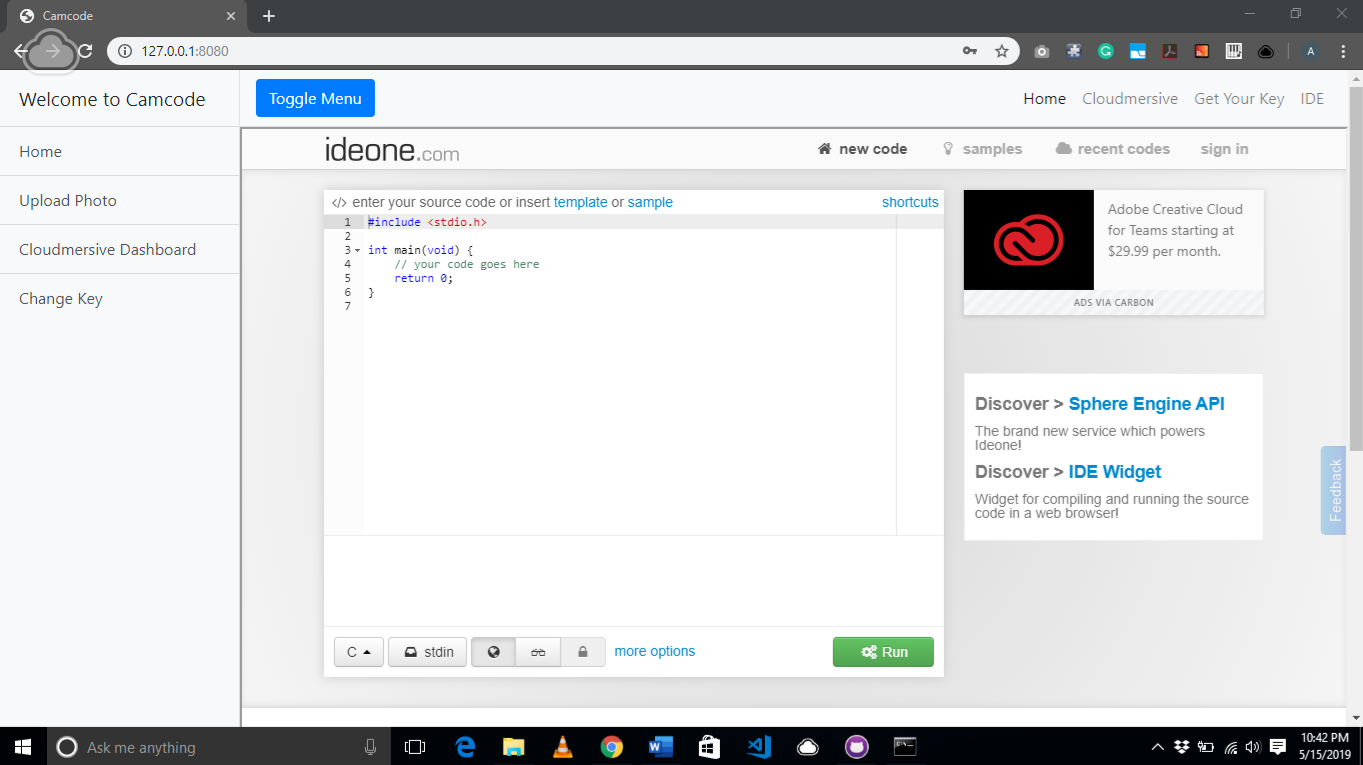 Camcode
127.0.0.1:8080
A
Welcome to Camcode
Toggle Menu
Home Cloudmersive Get Your Key IDE
Home
Upload Photo
Cloudmersive Dashboard
Change Key
ideone.com
new code samples recent codes sign in
</> enter your source code or insert template or sample shortcuts
1 #include <stdio.h>
2
3 int main(void) {
4 // your code goes here
5 return 0;
6 }
7
C stdin more options Run
Adobe Creative Cloud
for Teams starting at
$29.99 per month.
ADS VIA CARBON
Discover > Sphere Engine API
The brand new service which powers
Ideone!
Discover > IDE Widget
Widget for compiling and running the source
code in a web browser!
Feedback
Ask me anything
10:42 PM
5/15/2019